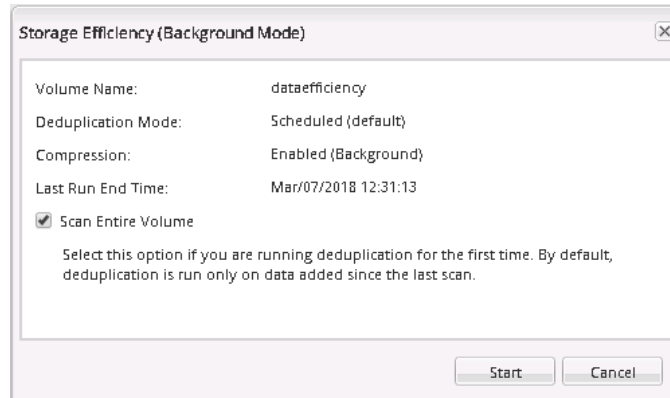 Storage Efficiency (Background Mode)
Volume Name: dataefficiency
Deduplication Mode: Scheduled (default)
Compression: Enabled (Background)
Last Run End Time: Mar/07/2018 12:31:13
Scan Entire Volume
Select this option if you are running deduplication for the first time. By default,
deduplication is run only on data added since the last scan.
Start Cancel